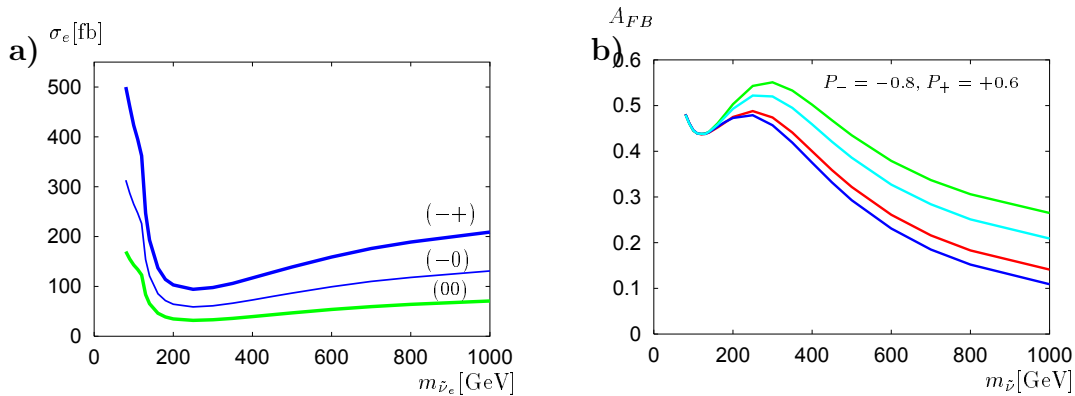 a)
σ_e[fb]
500
400
300
200
100
0
(−+)
(−0)
(00)
0 200 400 600 800 1000
m_ν̃_e[GeV]
b)
A_FB
0.6
0.5
0.4
0.3
0.2
0.1
0
P_− = −0.8, P_+ = +0.6
0 200 400 600 800 1000
m_ν̃[GeV]